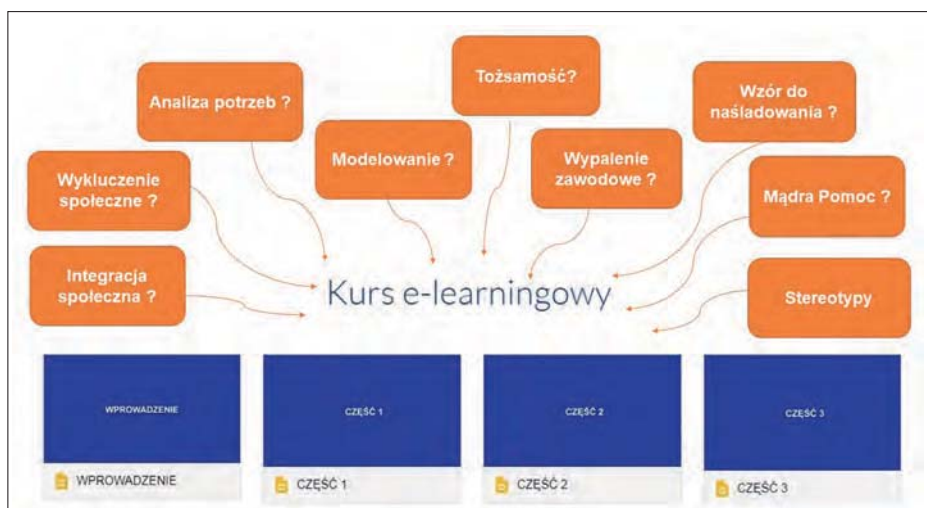 Tożsamość?
Analiza potrzeb ?
Wzór do
naśladowania ?
Modelowanie ?
Wypalenie
zawodowe ?
Wykluczenie
społeczne ?
Mądra Pomoc ?
Integracja
społeczna ?
Stereotypy
Kurs e-learningowy
WPROWADZENIE
CZĘŚĆ 1
CZĘŚĆ 2
CZĘŚĆ 3
WPROWADZENIE
CZĘŚĆ 1
CZĘŚĆ 2
CZĘŚĆ 3